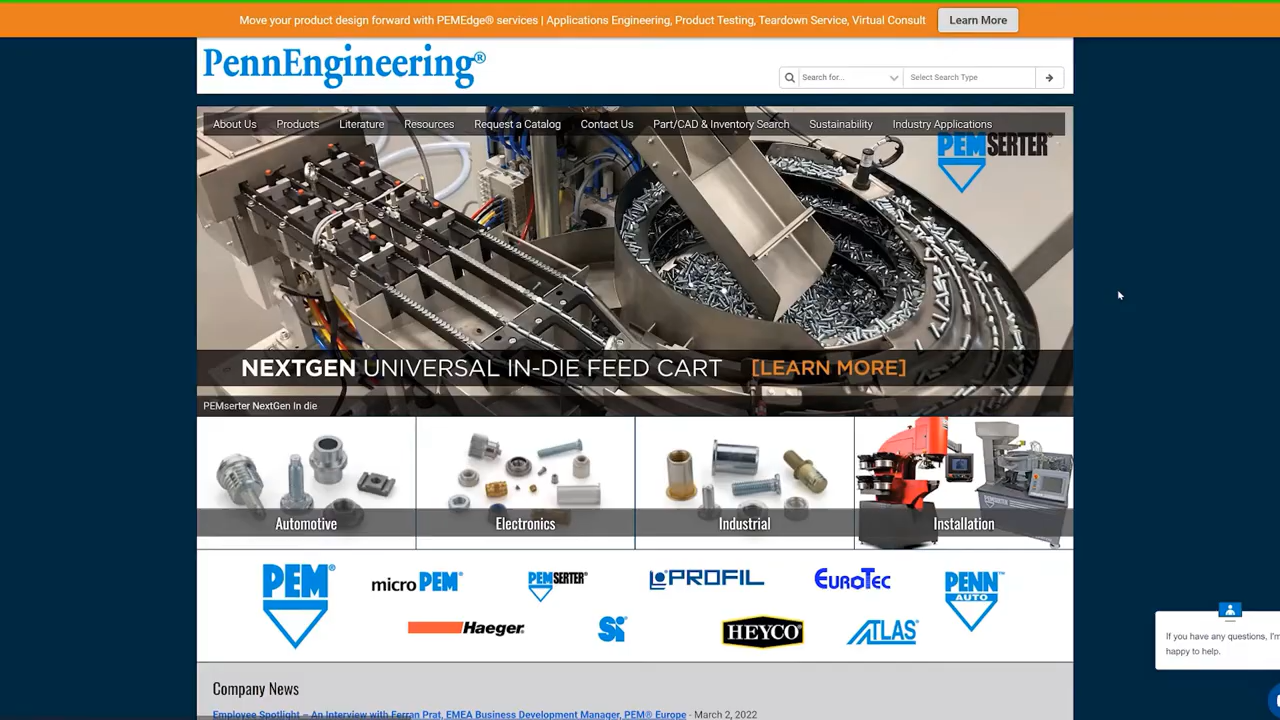 Move your product design forward with PEMEdge® services | Applications Engineering, Product Testing, Teardown Service, Virtual Consult
Learn More
PennEngineering®
Search for...
Select Search Type
About Us
Products
Literature
Resources
Request a Catalog
Contact Us
Part/CAD & Inventory Search
Sustainability
Industry Applications
PEMSERTER
NEXTGEN UNIVERSAL IN-DIE FEED CART [LEARN MORE]
PEMserter NextGen In die
Automotive
Electronics
Industrial
Installation
PEM®
microPEM®
PEMSERTER®
PROFIL
EUROTEC
PENN AUTO
Haeger
Si
HEYCO
ATLAS
If you have any questions, I'm
happy to help.
Company News
Employee Spotlight – An Interview with Ferran Prat, EMEA Business Development Manager, PEM® Europe - March 2, 2022